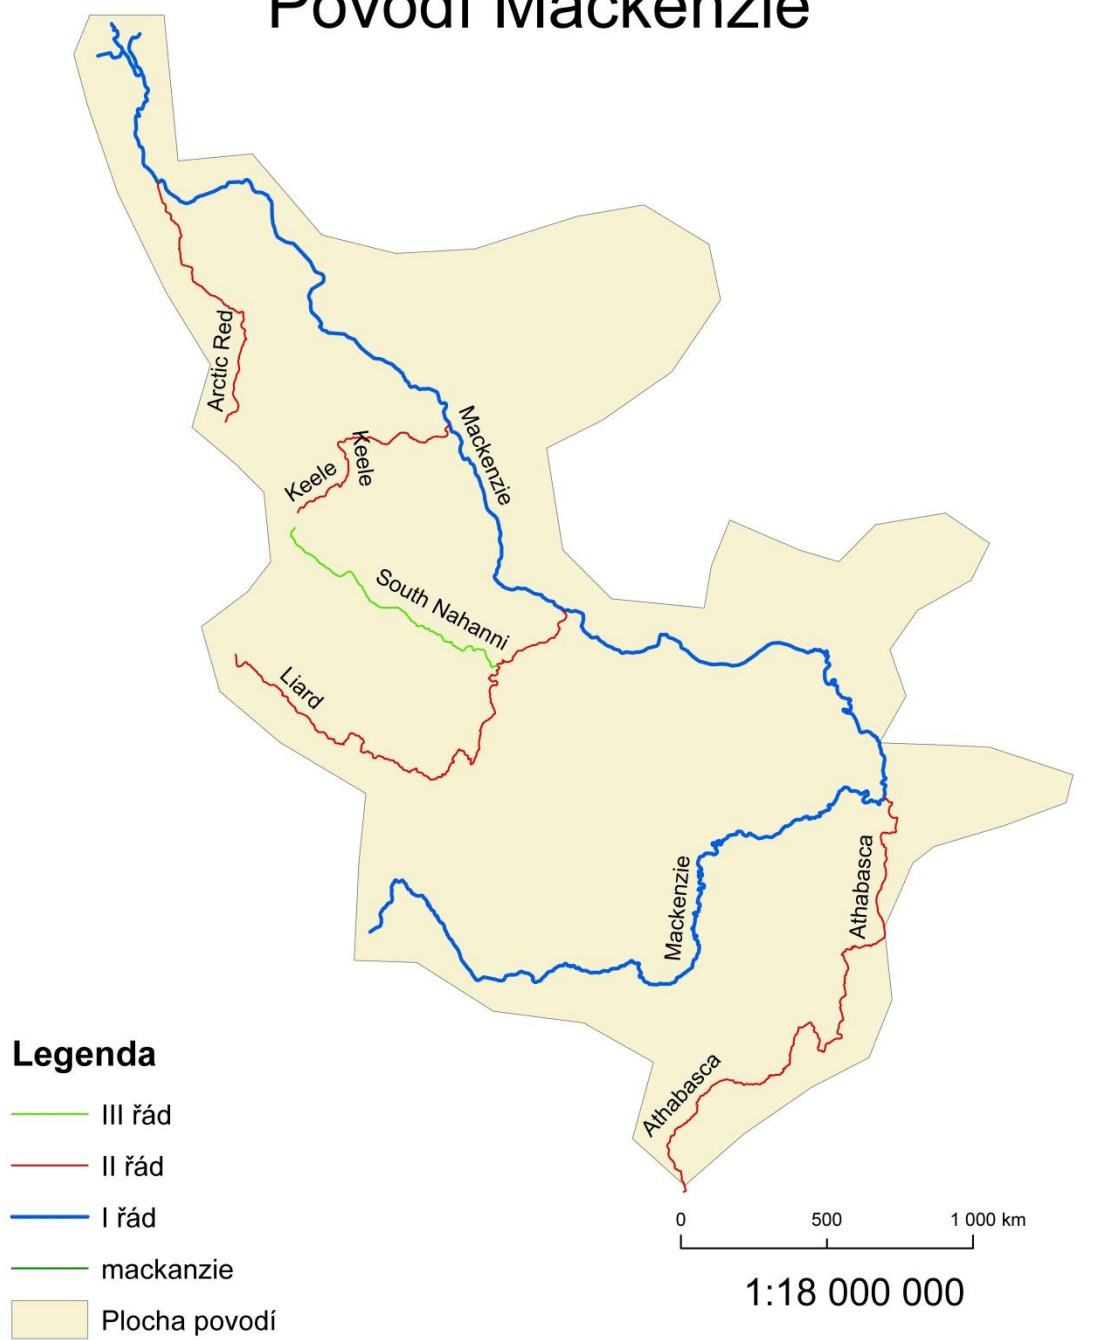 Povodí Mackenzie
Arctic Red
Mackenzie
Keele
Keele
South Nahanni
Liard
Mackenzie
Athabasca
Athabasca
Legenda
III řád
II řád
I řád
mackanzie
Plocha povodí
0 500 1 000 km
1:18 000 000